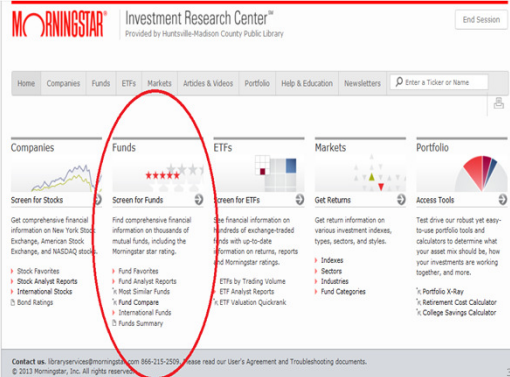 MORNINGSTAR®
Investment Research Center℠
Provided by Huntsville-Madison County Public Library
End Session
Home Companies Funds ETFs Markets Articles & Videos Portfolio Help & Education Newsletters Enter a Ticker or Name
Companies
Screen for Stocks
Get comprehensive financial
information on New York Stock
Exchange, American Stock
Exchange, and NASDAQ stocks.
Stock Favorites
Stock Analyst Reports
International Stocks
Bond Ratings
Funds
Screen for Funds
Find comprehensive financial
information on thousands of
mutual funds, including the
Morningstar star rating.
Fund Favorites
Fund Analyst Reports
Most Similar Funds
Fund Compare
International Funds
Funds Summary
ETFs
Screen for ETFs
See financial information on
hundreds of exchange-traded
funds with up-to-date
information on returns, reports
and Morningstar ratings.
ETFs by Trading Volume
ETF Analyst Reports
ETF Valuation Quickrank
Markets
Get Returns
Get return information on
various investment indexes,
types, sectors, and styles.
Indexes
Sectors
Industries
Fund Categories
Portfolio
Access Tools
Test drive our robust yet easy-
to-use portfolio tools and
calculators to determine what
your asset mix should be, how
your investments are working
together, and more.
Portfolio X-Ray
Retirement Cost Calculator
College Savings Calculator
Contact us. libraryservices@morningstar.com 866-215-2509. Please read our User's Agreement and Troubleshooting documents.
© 2013 Morningstar, Inc. All rights reserved.